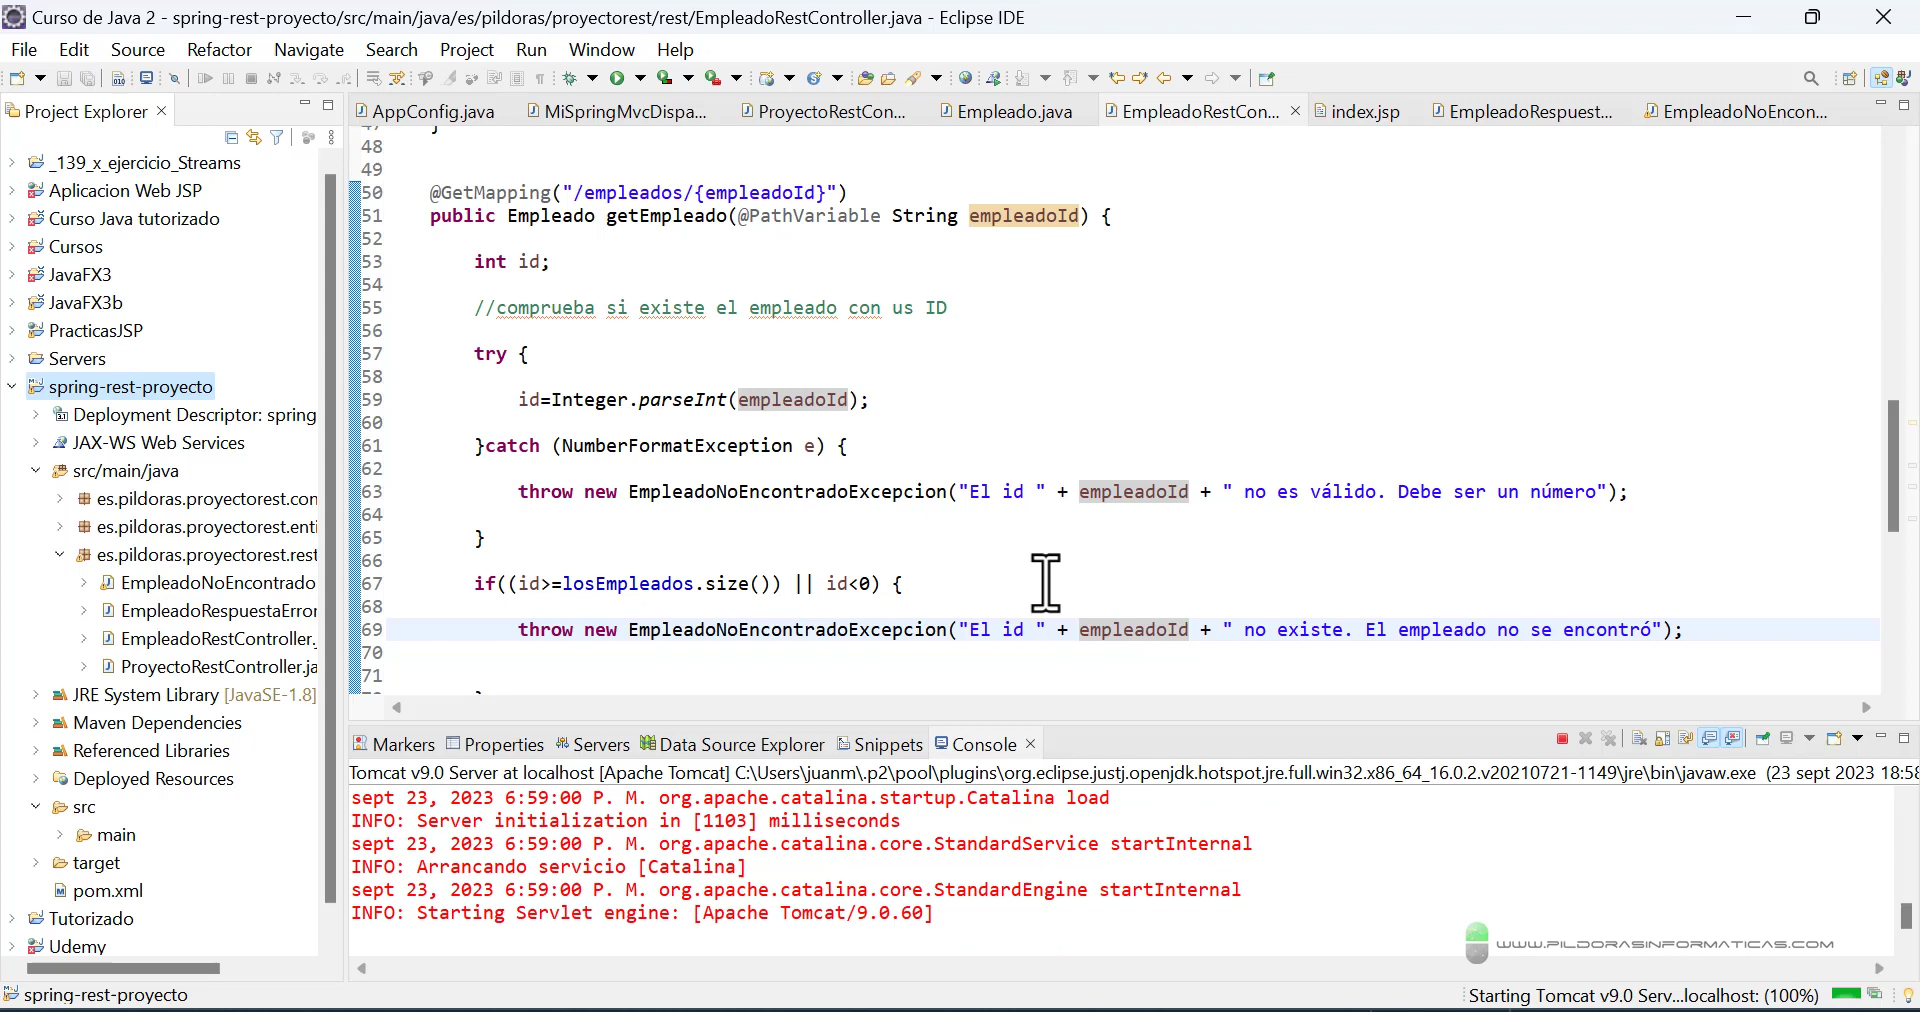 Curso de Java 2 - spring-rest-proyecto/src/main/java/es/pildoras/proyectorest/rest/EmpleadoRestController.java - Eclipse IDE
File Edit Source Refactor Navigate Search Project Run Window Help
Project Explorer
_139_x_ejercicio_Streams
Aplicacion Web JSP
Curso Java tutorizado
Cursos
JavaFX3
JavaFX3b
PracticasJSP
Servers
spring-rest-proyecto
Deployment Descriptor: spring
JAX-WS Web Services
src/main/java
es.pildoras.proyectorest.con
es.pildoras.proyectorest.enti
es.pildoras.proyectorest.rest
EmpleadoNoEncontrado
EmpleadoRespuestaError
EmpleadoRestController.
ProyectoRestController.ja
JRE System Library [JavaSE-1.8]
Maven Dependencies
Referenced Libraries
Deployed Resources
src
main
target
pom.xml
Tutorizado
Udemy
AppConfig.java MiSpringMvcDispa... ProyectoRestCon... Empleado.java EmpleadoRestCon... index.jsp EmpleadoRespuest... EmpleadoNoEncon...
48
49
50 @GetMapping("/empleados/{empleadoId}")
51 public Empleado getEmpleado(@PathVariable String empleadoId) {
52
53 int id;
54
55 //comprueba si existe el empleado con us ID
56
57 try {
58
59 id=Integer.parseInt(empleadoId);
60
61 }catch (NumberFormatException e) {
62
63 throw new EmpleadoNoEncontradoExcepcion("El id " + empleadoId + " no es válido. Debe ser un número");
64
65 }
66
67 if((id>=losEmpleados.size()) || id<0) {
68
69 throw new EmpleadoNoEncontradoExcepcion("El id " + empleadoId + " no existe. El empleado no se encontró");
70
71
Markers Properties Servers Data Source Explorer Snippets Console
Tomcat v9.0 Server at localhost [Apache Tomcat] C:\Users\juanm\.p2\pool\plugins\org.eclipse.justj.openjdk.hotspot.jre.full.win32.x86_64_16.0.2.v20210721-1149\jre\bin\javaw.exe (23 sept 2023 18:58
sept 23, 2023 6:59:00 P. M. org.apache.catalina.startup.Catalina load
INFO: Server initialization in [1103] milliseconds
sept 23, 2023 6:59:00 P. M. org.apache.catalina.core.StandardService startInternal
INFO: Arrancando servicio [Catalina]
sept 23, 2023 6:59:00 P. M. org.apache.catalina.core.StandardEngine startInternal
INFO: Starting Servlet engine: [Apache Tomcat/9.0.60]
WWW.PILDORASINFORMATICAS.COM
spring-rest-proyecto
Starting Tomcat v9.0 Serv...localhost: (100%)